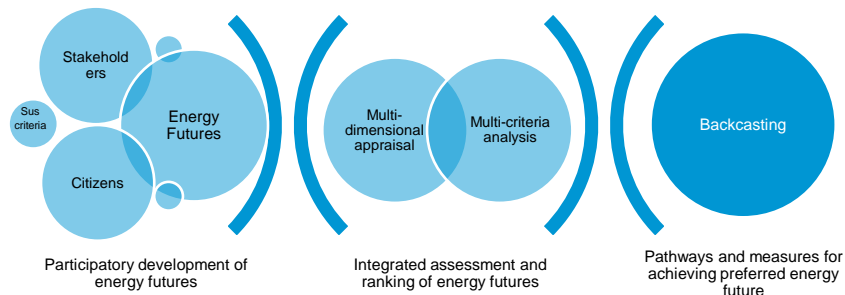 Stakehold
ers
Sus
criteria
Energy
Futures
Citizens
Multi-
dimensional
appraisal
Multi-criteria
analysis
Backcasting
Participatory development of
energy futures
Integrated assessment and
ranking of energy futures
Pathways and measures for
achieving preferred energy
future